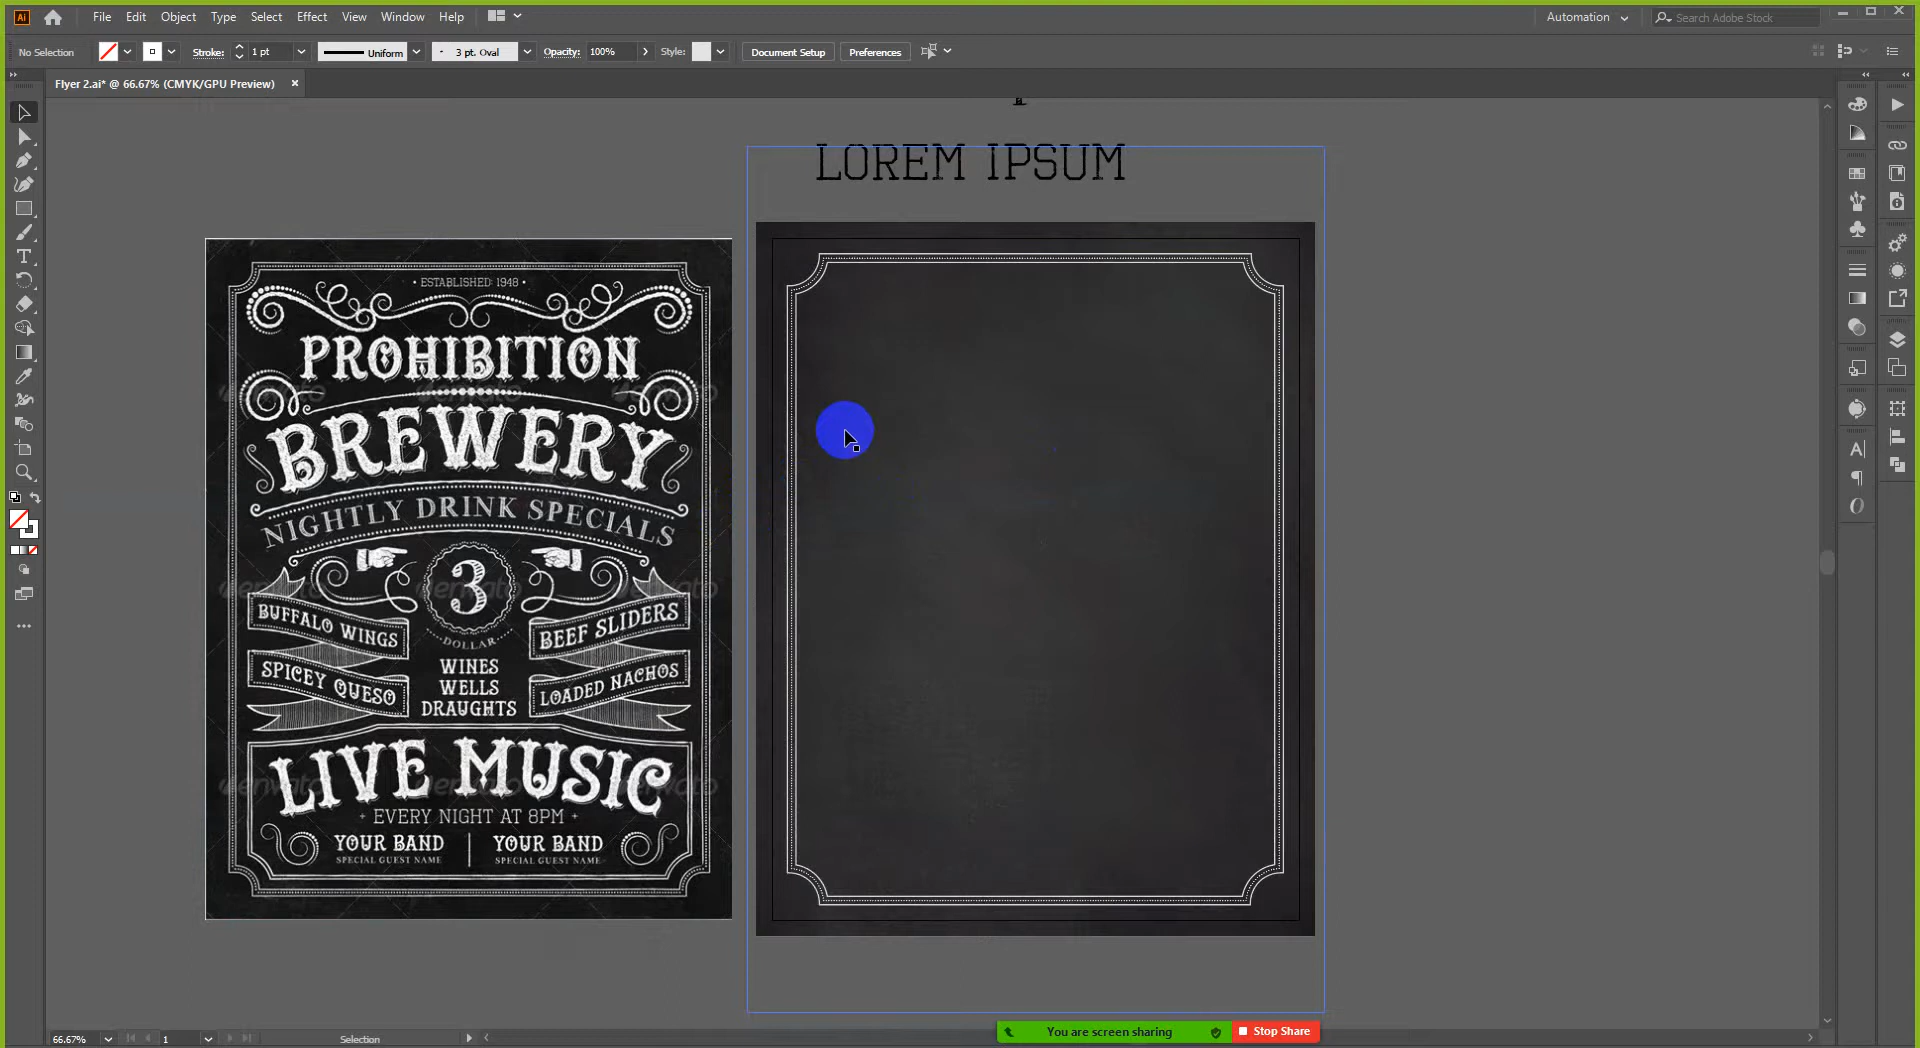 Ai File Edit Object Type Select Effect View Window Help Automation Search Adobe Stock
No Selection Stroke: 1 pt Uniform 3 pt. Oval Opacity: 100% Style: Document Setup Preferences
Flyer 2.ai* @ 66.67% (CMYK/GPU Preview)
LOREM IPSUM
• ESTABLISHED 1948 •
PROHIBITION
BREWERY
NIGHTLY DRINK SPECIALS
3
DOLLAR
BUFFALO WINGS
BEEF SLIDERS
SPICEY QUESO
LOADED NACHOS
WINES
WELLS
DRAUGHTS
LIVE MUSIC
+ EVERY NIGHT AT 8PM +
YOUR BAND
SPECIAL GUEST NAME
YOUR BAND
SPECIAL GUEST NAME
envato
You are screen sharing Stop Share
66.67% 1 Selection